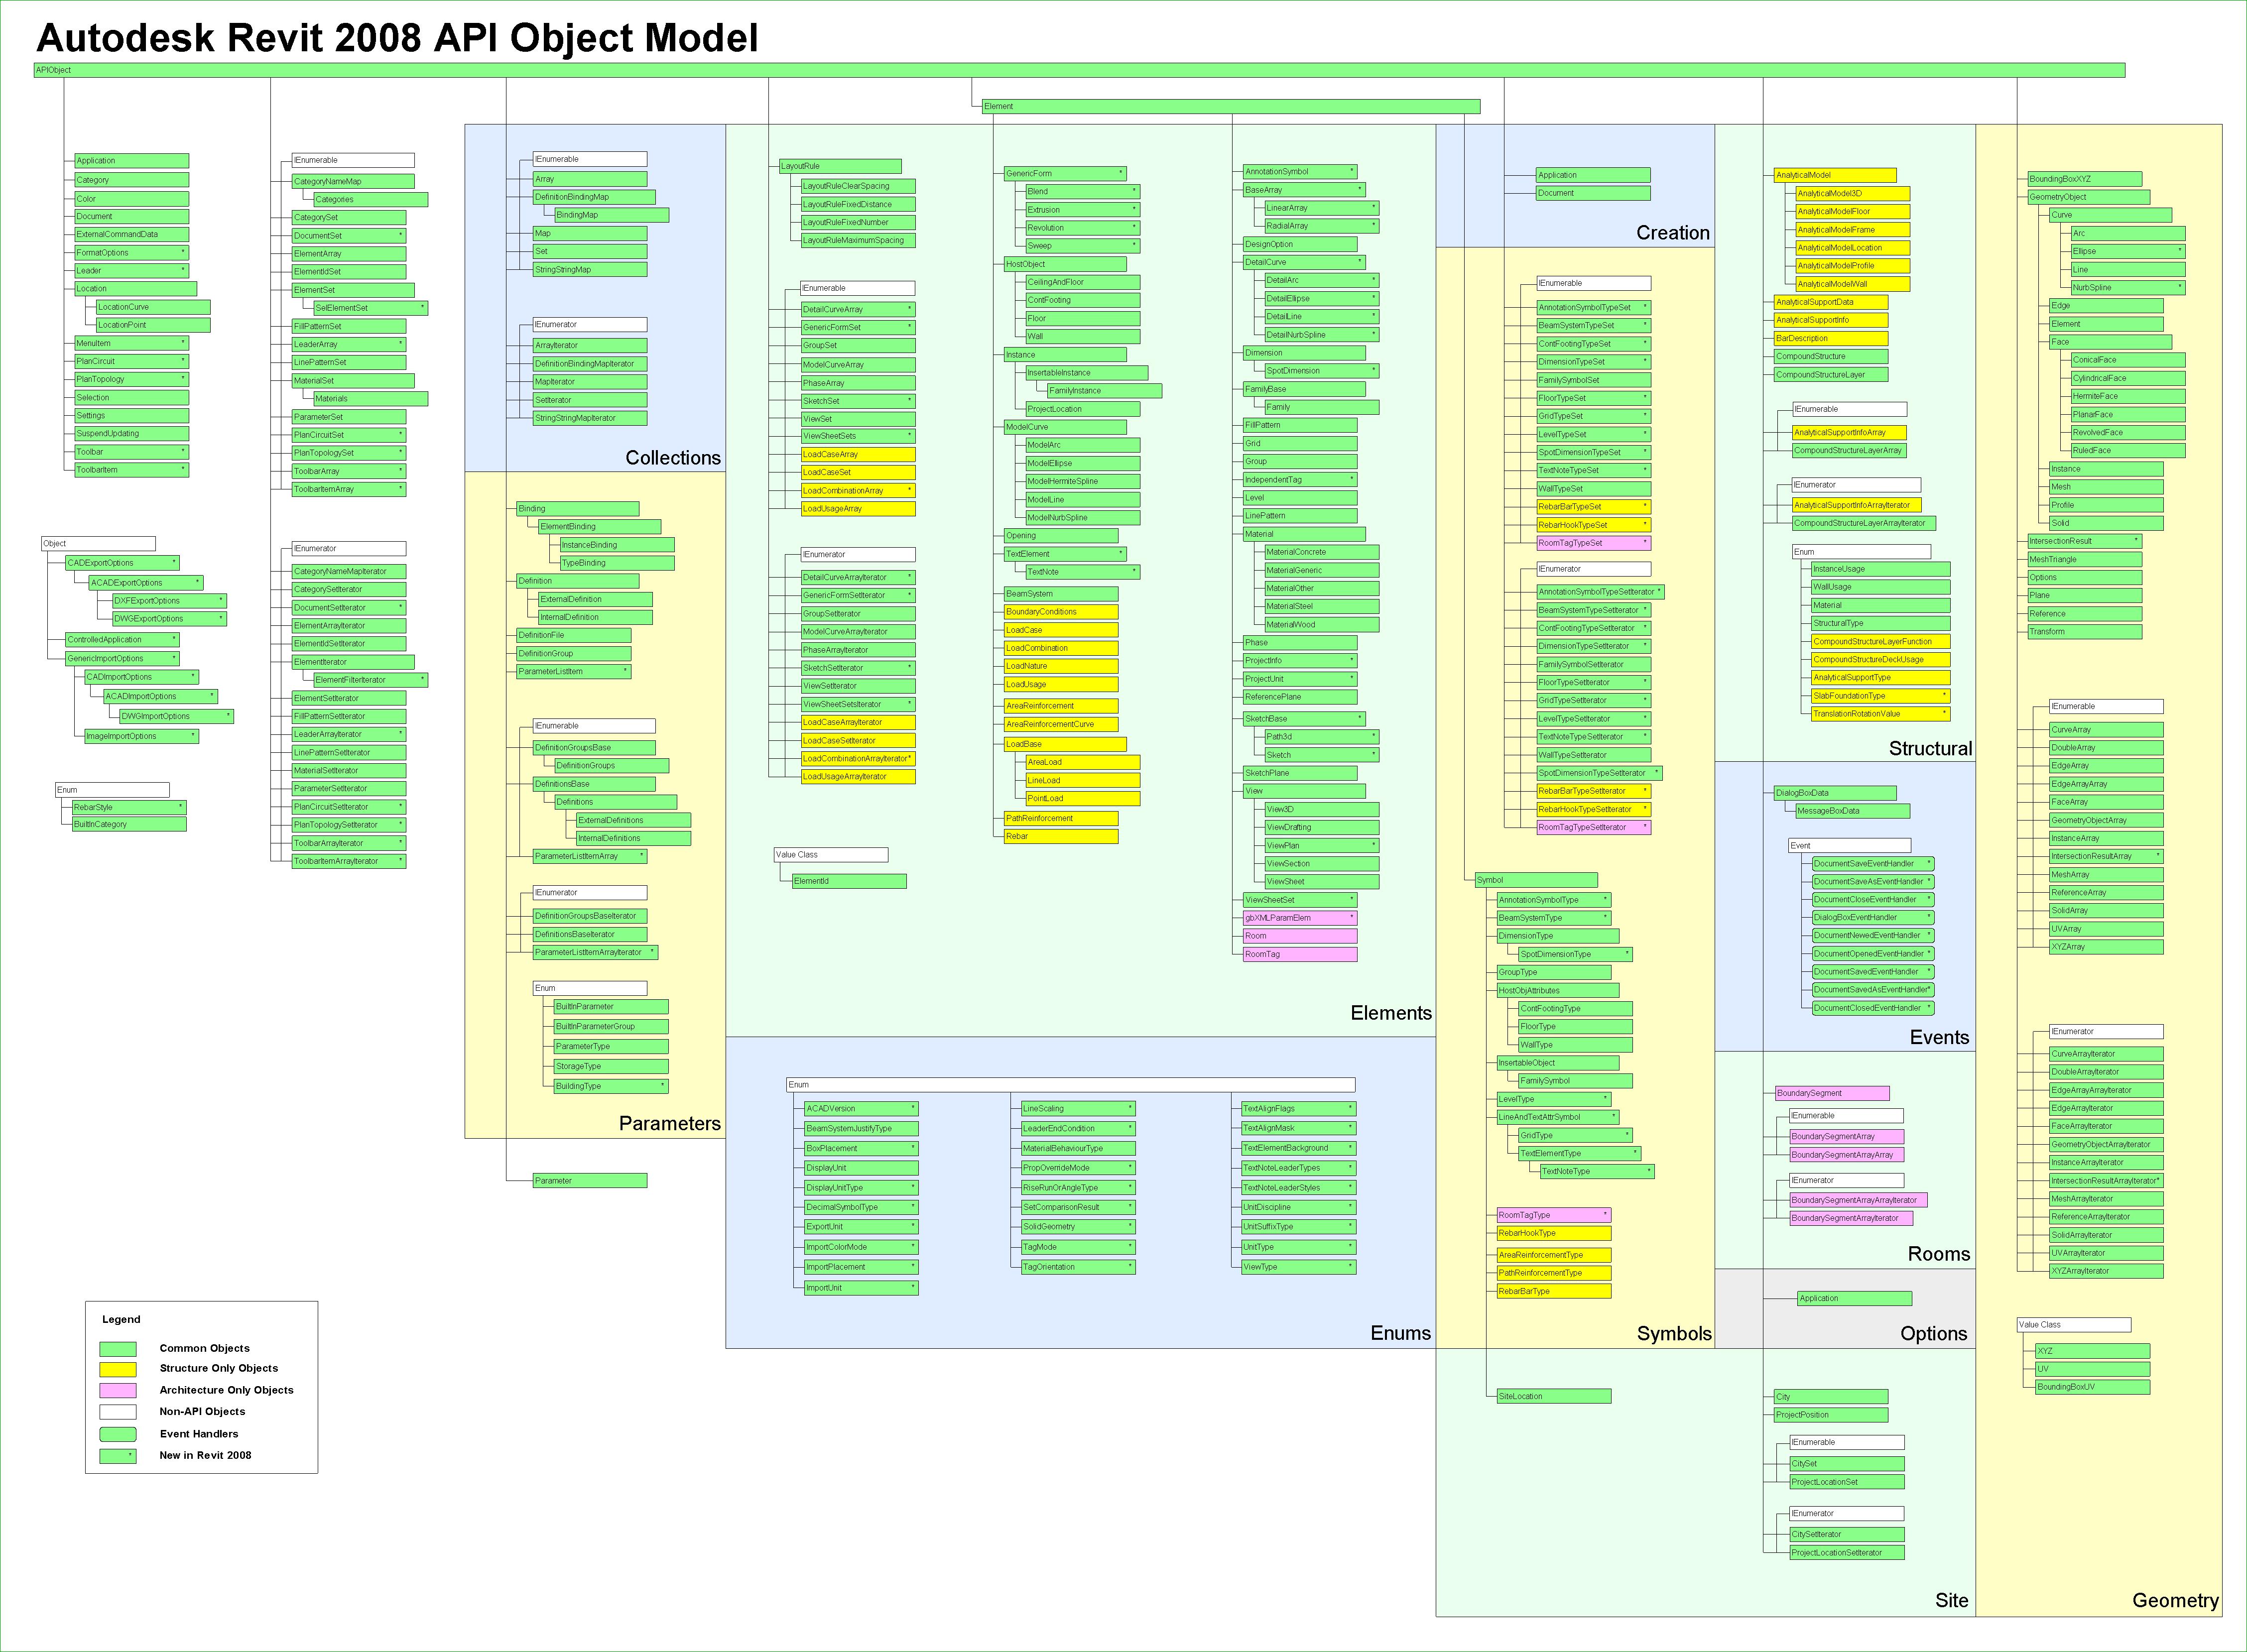 Autodesk Revit 2008 API Object Model
APIObject
Element
Application
Category
Color
Document
ExternalCommandData
FormatOptions *
Leader *
Location
LocationCurve
LocationPoint
MenuItem *
PlanCircuit *
PlanTopology *
Selection
Settings
SuspendUpdating
Toolbar *
ToolbarItem *
Object
CADExportOptions *
ACADExportOptions *
DXFExportOptions *
DWGExportOptions *
ControlledApplication *
GenericImportOptions *
CADImportOptions *
ACADImportOptions *
DWGImportOptions *
ImageImportOptions *
Enum
RebarStyle *
BuiltInCategory
IEnumerable
CategoryNameMap
Categories
CategorySet
DocumentSet *
ElementArray
ElementIdSet
ElementSet
SelElementSet *
FillPatternSet
LeaderArray *
LinePatternSet
MaterialSet
Materials
ParameterSet
PlanCircuitSet *
PlanTopologySet *
ToolbarArray *
ToolbarItemArray *
IEnumerator
CategoryNameMapIterator
CategorySetIterator
DocumentSetIterator *
ElementArrayIterator
ElementIdSetIterator
ElementIterator
ElementFilterIterator *
ElementSetIterator
FillPatternSetIterator
LeaderArrayIterator *
LinePatternSetIterator
MaterialSetIterator
ParameterSetIterator
PlanCircuitSetIterator *
PlanTopologySetIterator *
ToolbarArrayIterator *
ToolbarItemArrayIterator *
IEnumerable
Array
DefinitionBindingMap
BindingMap
Map
Set
StringStringMap
IEnumerator
ArrayIterator
DefinitionBindingMapIterator
MapIterator
SetIterator
StringStringMapIterator
Collections
Binding
ElementBinding
InstanceBinding
TypeBinding
Definition
ExternalDefinition
InternalDefinition
DefinitionFile
DefinitionGroup
ParameterListItem *
IEnumerable
DefinitionGroupsBase
DefinitionGroups
DefinitionsBase
Definitions
ExternalDefinitions
InternalDefinitions
ParameterListItemArray *
IEnumerator
DefinitionGroupsBaseIterator
DefinitionsBaseIterator
ParameterListItemArrayIterator *
Enum
BuiltInParameter
BuiltInParameterGroup
ParameterType
StorageType
BuildingType *
Parameters
Parameter
LayoutRule
LayoutRuleClearSpacing
LayoutRuleFixedDistance
LayoutRuleFixedNumber
LayoutRuleMaximumSpacing
IEnumerable
DetailCurveArray *
GenericFormSet *
GroupSet
ModelCurveArray
PhaseArray
SketchSet *
ViewSet
ViewSheetSets *
LoadCaseArray
LoadCaseSet
LoadCombinationArray *
LoadUsageArray
IEnumerator
DetailCurveArrayIterator *
GenericFormSetIterator *
GroupSetIterator
ModelCurveArrayIterator
PhaseArrayIterator
SketchSetIterator *
ViewSetIterator
ViewSheetSetsIterator *
LoadCaseArrayIterator
LoadCaseSetIterator
LoadCombinationArrayIterator*
LoadUsageArrayIterator
Value Class
ElementId
GenericForm *
Blend *
Extrusion *
Revolution *
Sweep *
HostObject
CeilingAndFloor
ContFooting
Floor
Wall
Instance
InsertableInstance
FamilyInstance
ProjectLocation
ModelCurve
ModelArc
ModelEllipse
ModelHermiteSpline
ModelLine
ModelNurbSpline
Opening
TextElement *
TextNote *
BeamSystem
BoundaryConditions
LoadCase
LoadCombination
LoadNature
LoadUsage
AreaReinforcement
AreaReinforcementCurve
LoadBase
AreaLoad
LineLoad
PointLoad
PathReinforcement
Rebar
AnnotationSymbol *
BaseArray *
LinearArray *
RadialArray *
DesignOption
DetailCurve *
DetailArc *
DetailEllipse *
DetailLine *
DetailNurbSpline *
Dimension
SpotDimension *
FamilyBase
Family
FillPattern
Grid
Group
IndependentTag *
Level
LinePattern
Material
MaterialConcrete
MaterialGeneric
MaterialOther
MaterialSteel
MaterialWood
Phase
ProjectInfo *
ProjectUnit *
ReferencePlane
SketchBase *
Path3d *
Sketch *
SketchPlane
View
View3D
ViewDrafting
ViewPlan *
ViewSection
ViewSheet
ViewSheetSet *
gbXMLParamElem *
Room
RoomTag
Elements
Enum
ACADVersion *
BeamSystemJustifyType
BoxPlacement *
DisplayUnit
DisplayUnitType *
DecimalSymbolType *
ExportUnit *
ImportColorMode *
ImportPlacement *
ImportUnit *
LineScaling *
LeaderEndCondition *
MaterialBehaviourType
PropOverrideMode *
RiseRunOrAngleType *
SetComparisonResult *
SolidGeometry *
TagMode *
TagOrientation *
TextAlignFlags *
TextAlignMask *
TextElementBackground *
TextNoteLeaderTypes *
TextNoteLeaderStyles *
UnitDiscipline *
UnitSuffixType *
UnitType *
ViewType *
Enums
Application
Document
Creation
IEnumerable
AnnotationSymbolTypeSet *
BeamSystemTypeSet *
ContFootingTypeSet *
DimensionTypeSet *
FamilySymbolSet
FloorTypeSet *
GridTypeSet *
LevelTypeSet *
SpotDimensionTypeSet *
TextNoteTypeSet *
WallTypeSet
RebarBarTypeSet *
RebarHookTypeSet *
RoomTagTypeSet *
IEnumerator
AnnotationSymbolTypeSetIterator *
BeamSystemTypeSetIterator *
ContFootingTypeSetIterator *
DimensionTypeSetIterator *
FamilySymbolSetIterator
FloorTypeSetIterator *
GridTypeSetIterator *
LevelTypeSetIterator *
TextNoteTypeSetIterator *
WallTypeSetIterator
SpotDimensionTypeSetIterator *
RebarBarTypeSetIterator *
RebarHookTypeSetIterator *
RoomTagTypeSetIterator *
Symbol
AnnotationSymbolType *
BeamSystemType *
DimensionType
SpotDimensionType *
GroupType
HostObjAttributes
ContFootingType
FloorType
WallType
InsertableObject
FamilySymbol
LevelType *
LineAndTextAttrSymbol *
GridType *
TextElementType *
TextNoteType *
RoomTagType *
RebarHookType
AreaReinforcementType
PathReinforcementType
RebarBarType
Symbols
SiteLocation
AnalyticalModel
AnalyticalModel3D
AnalyticalModelFloor
AnalyticalModelFrame
AnalyticalModelLocation
AnalyticalModelProfile
AnalyticalModelWall
AnalyticalSupportData
AnalyticalSupportInfo
BarDescription
CompoundStructure
CompoundStructureLayer
IEnumerable
AnalyticalSupportInfoArray
CompoundStructureLayerArray
IEnumerator
AnalyticalSupportInfoArrayIterator
CompoundStructureLayerArrayIterator
Enum
InstanceUsage
WallUsage
Material
StructuralType
CompoundStructureLayerFunction
CompoundStructureDeckUsage
AnalyticalSupportType
SlabFoundationType *
TranslationRotationValue *
Structural
DialogBoxData
MessageBoxData
Event
DocumentSaveEventHandler *
DocumentSaveAsEventHandler *
DocumentCloseEventHandler *
DialogBoxEventHandler *
DocumentNewedEventHandler *
DocumentOpenedEventHandler *
DocumentSavedEventHandler *
DocumentSavedAsEventHandler*
DocumentClosedEventHandler *
Events
BoundarySegment
IEnumerable
BoundarySegmentArray
BoundarySegmentArrayArray
IEnumerator
BoundarySegmentArrayArrayIterator
BoundarySegmentArrayIterator
Rooms
Application
Options
City
ProjectPosition
IEnumerable
CitySet
ProjectLocationSet
IEnumerator
CitySetIterator
ProjectLocationSetIterator
Site
BoundingBoxXYZ
GeometryObject
Curve
Arc
Ellipse *
Line
NurbSpline *
Edge
Element
Face
ConicalFace
CylindricalFace
HermiteFace
PlanarFace
RevolvedFace
RuledFace
Instance
Mesh
Profile
Solid
IntersectionResult *
MeshTriangle
Options
Plane
Reference
Transform
IEnumerable
CurveArray
DoubleArray
EdgeArray
EdgeArrayArray
FaceArray
GeometryObjectArray
InstanceArray
IntersectionResultArray *
MeshArray
ReferenceArray
SolidArray
UVArray
XYZArray
IEnumerator
CurveArrayIterator
DoubleArrayIterator
EdgeArrayArrayIterator
EdgeArrayIterator
FaceArrayIterator
GeometryObjectArrayIterator
InstanceArrayIterator
IntersectionResultArrayIterator*
MeshArrayIterator
ReferenceArrayIterator
SolidArrayIterator
UVArrayIterator
XYZArrayIterator
Value Class
XYZ
UV
BoundingBoxUV
Geometry
Legend
Common Objects
Structure Only Objects
Architecture Only Objects
Non-API Objects
Event Handlers
* New in Revit 2008